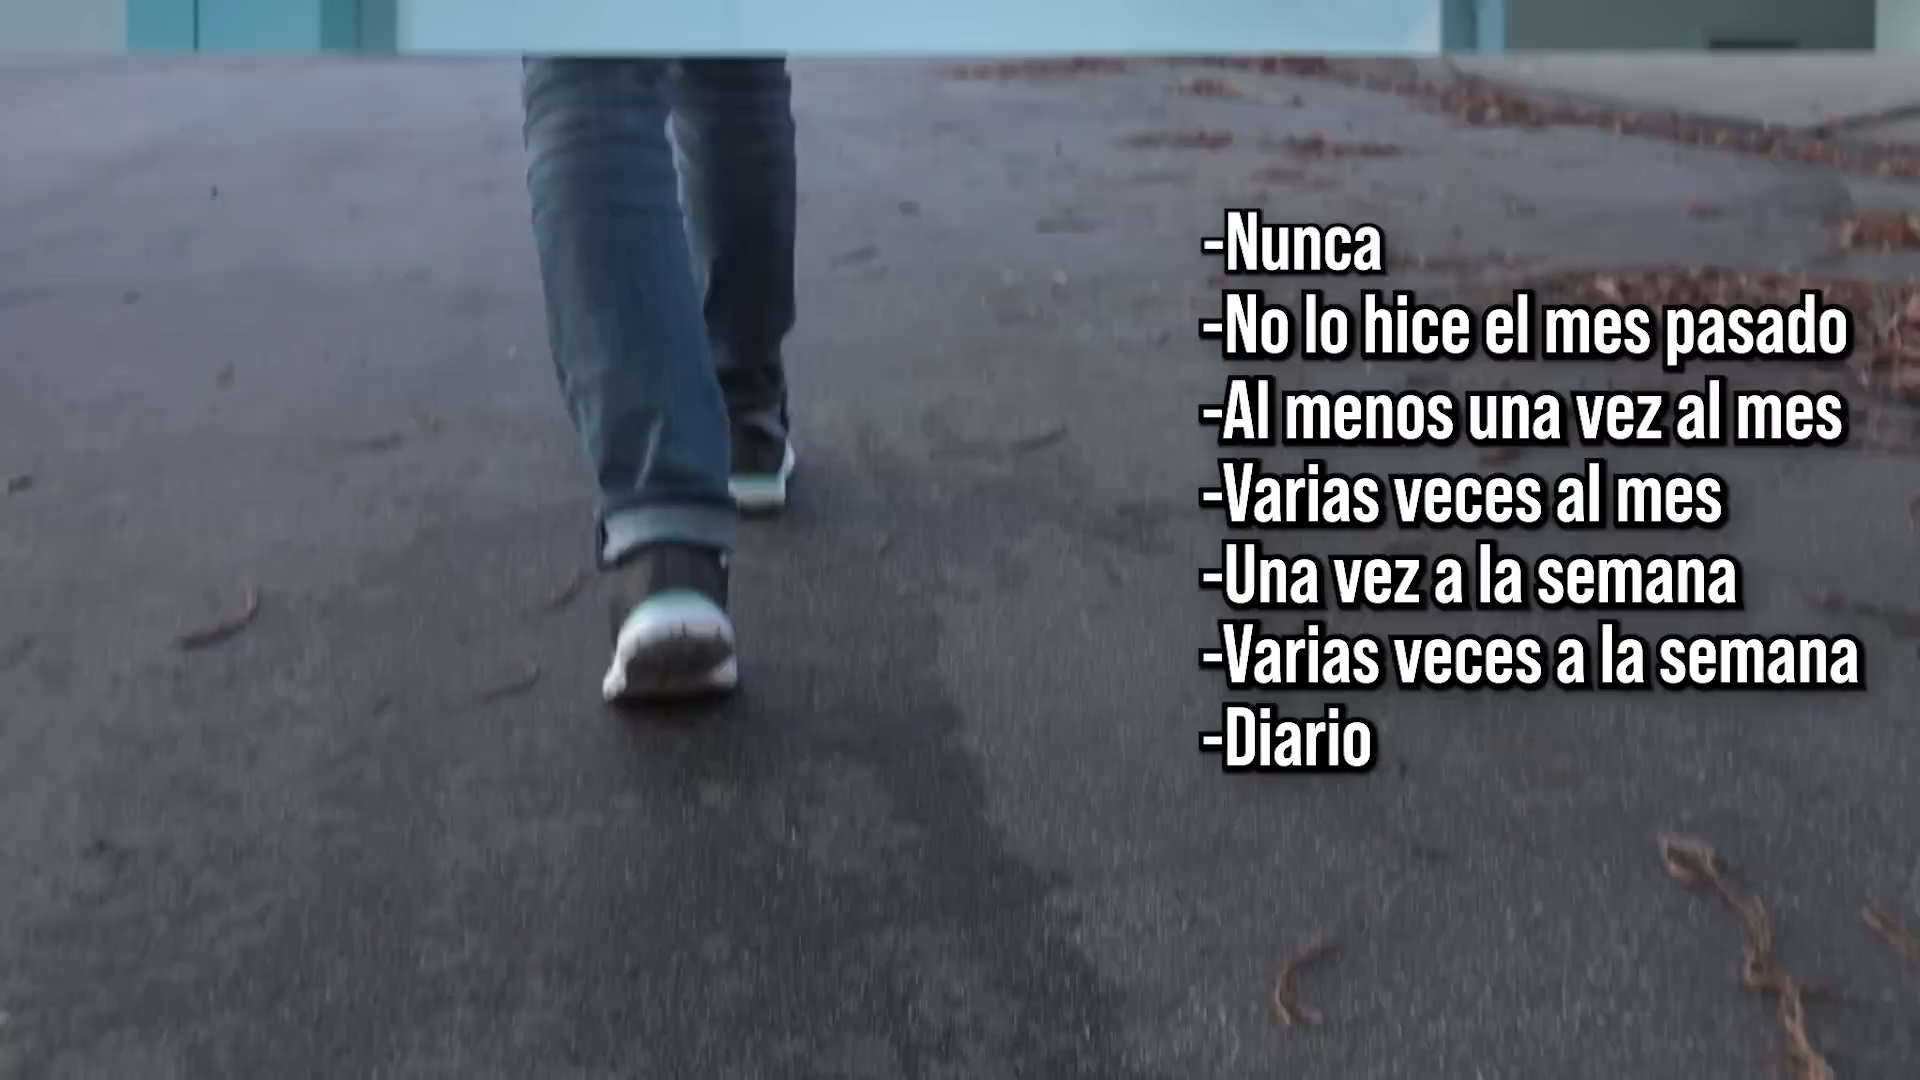 -Nunca
-No lo hice el mes pasado
-Al menos una vez al mes
-Varias veces al mes
-Una vez a la semana
-Varias veces a la semana
-Diario